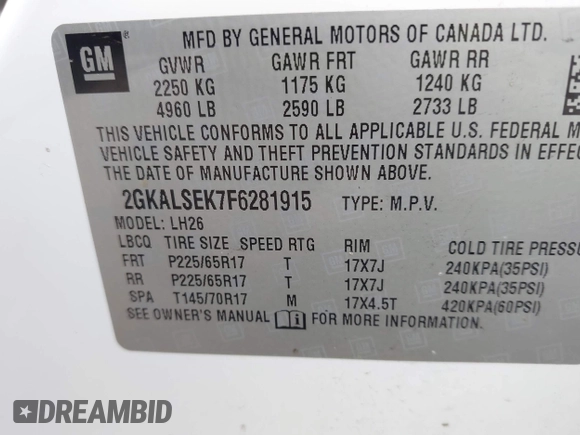 GM
MFD BY GENERAL MOTORS OF CANADA LTD.
GVWR GAWR FRT GAWR RR
2250 KG 1175 KG 1240 KG
4960 LB 2590 LB 2733 LB
THIS VEHICLE CONFORMS TO ALL APPLICABLE U.S. FEDERAL M
VEHICLE SAFETY AND THEFT PREVENTION STANDARDS IN EFFE
THE DATE OF MANUFACTURE SHOWN ABOVE.
2GKALSEK7F6281915 TYPE: M.P.V.
MODEL: LH26
LBCQ TIRE SIZE SPEED RTG RIM COLD TIRE PRESSU
FRT P225/65R17 T 17X7J 240KPA(35PSI)
RR P225/65R17 T 17X7J 240KPA(35PSI)
SPA T145/70R17 M 17X4.5T 420KPA(60PSI)
SEE OWNER'S MANUAL FOR MORE INFORMATION.
DREAMBID